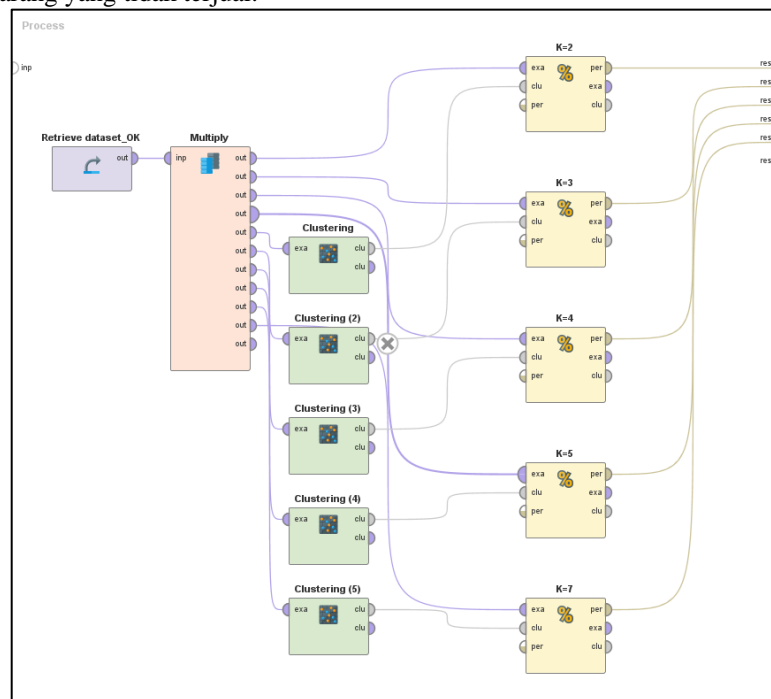 arang yang tidak terjual.
Process
inp
res
res
res
res
res
res
Retrieve dataset_OK
out
Multiply
inp
out
out
out
out
out
out
out
out
out
out
out
Clustering
exa
clu
clu
Clustering (2)
exa
clu
clu
Clustering (3)
exa
clu
clu
Clustering (4)
exa
clu
clu
Clustering (5)
exa
clu
clu
K=2
exa
per
clu
exa
per
clu
K=3
exa
per
clu
exa
per
clu
K=4
exa
per
clu
exa
per
clu
K=5
exa
per
clu
exa
per
clu
K=7
exa
per
clu
exa
per
clu